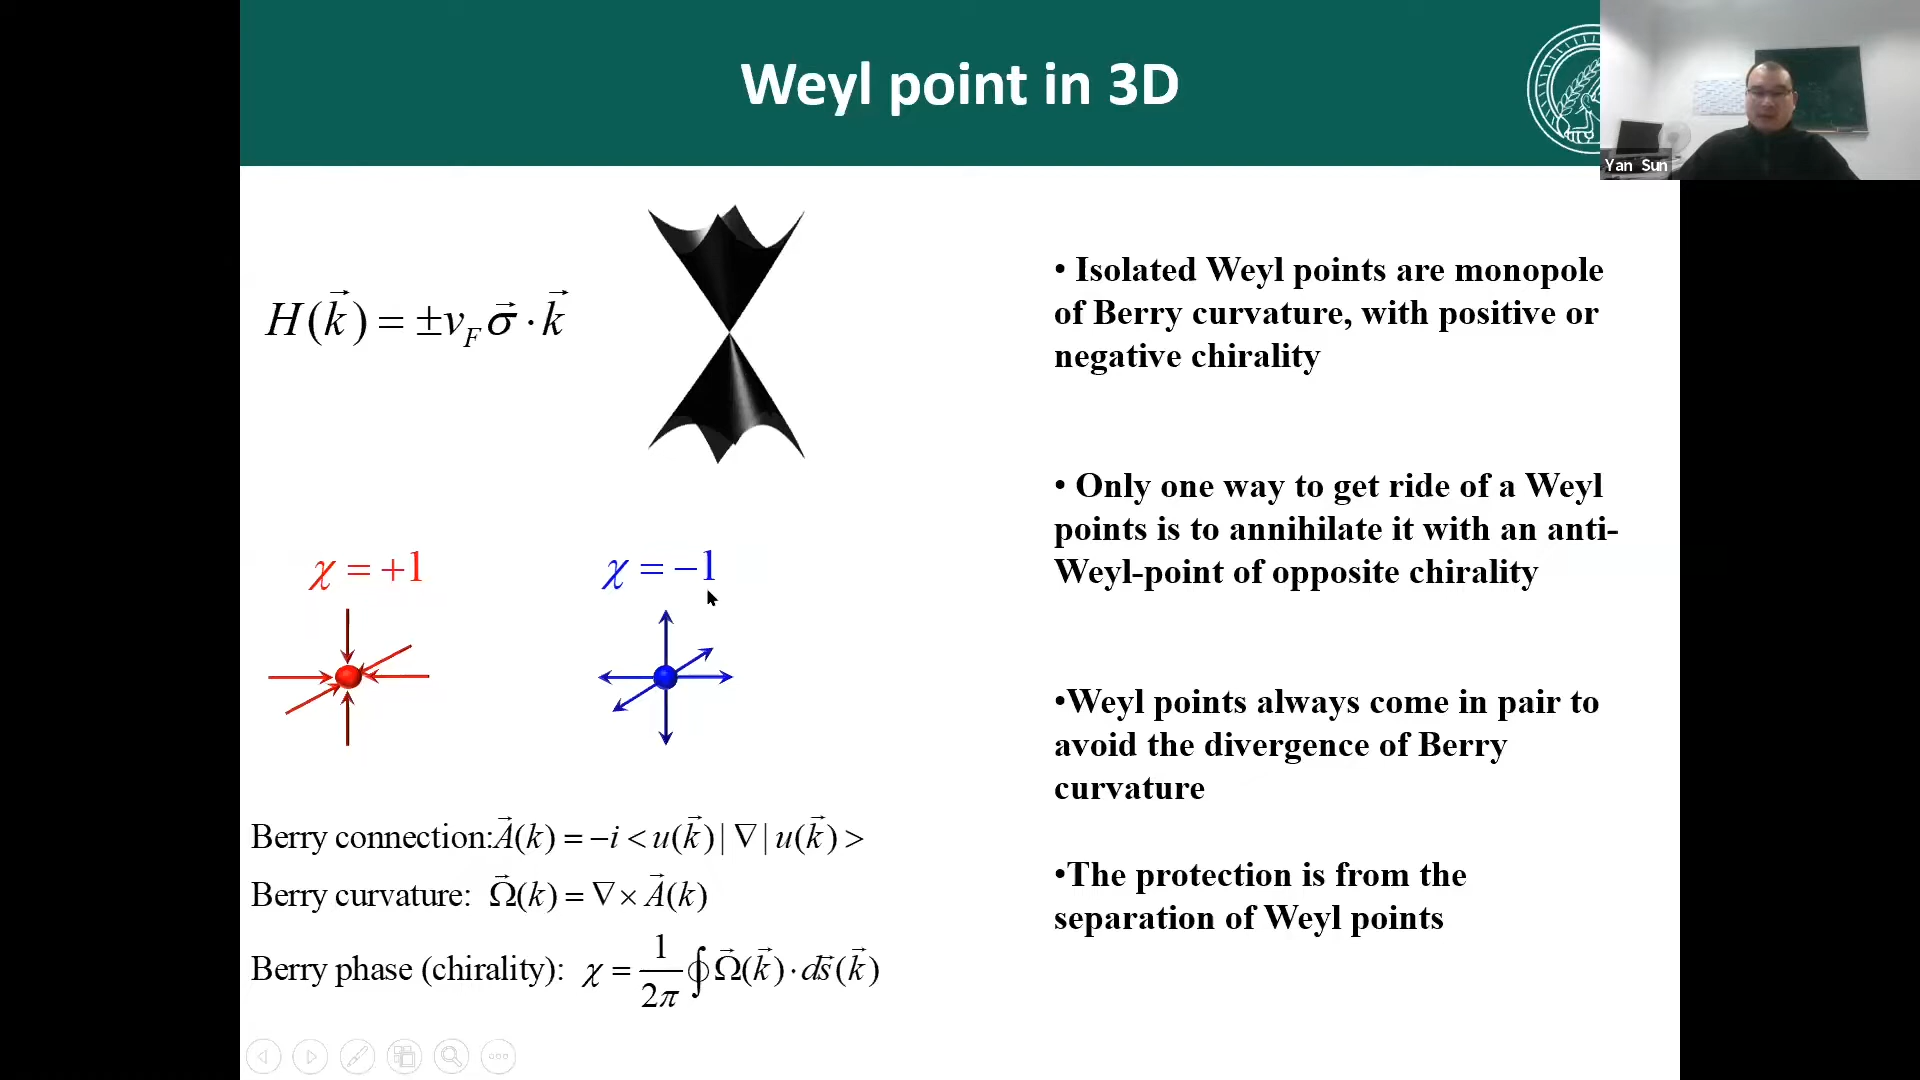 Weyl point in 3D
Yan Sun
H(k⃗) = ±v_F σ⃗ · k⃗
• Isolated Weyl points are monopole
of Berry curvature, with positive or
negative chirality
• Only one way to get ride of a Weyl
points is to annihilate it with an anti-
Weyl-point of opposite chirality
χ = +1
χ = −1
•Weyl points always come in pair to
avoid the divergence of Berry
curvature
•The protection is from the
separation of Weyl points
Berry connection: A⃗(k) = −i < u(k⃗) | ∇ | u(k⃗) >
Berry curvature: Ω⃗(k) = ∇ × A⃗(k)
Berry phase (chirality): χ = 1/2π ∮ Ω⃗(k⃗) · ds⃗(k⃗)